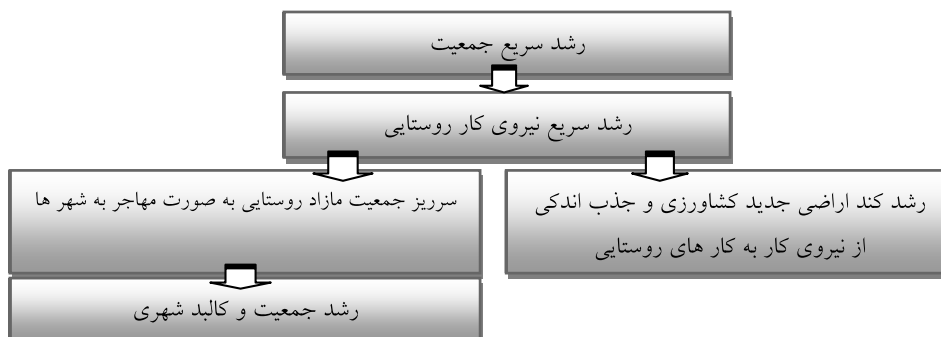 رشد سریع جمعیت
رشد سریع نیروی کار روستایی
رشد کند اراضی جدید کشاورزی و جذب اندکی
از نیروی کار به کار های روستایی
سرریز جمعیت مازاد روستایی به صورت مهاجر به شهر ها
رشد جمعیت و کالبد شهری